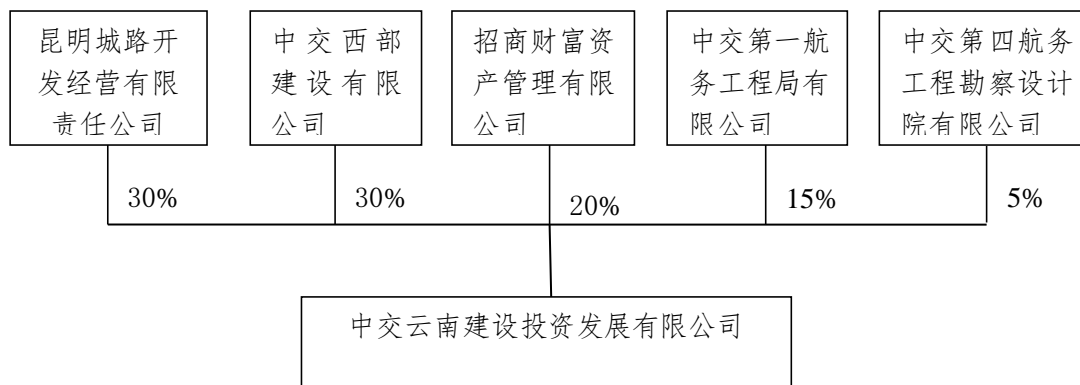 昆明城路开
发经营有限
责任公司
中交西部
建设有限
公司
招商财富资
产管理有限
公司
中交第一航
务工程局有
限公司
中交第四航务
工程勘察设计
院有限公司
30%
30%
20%
15%
5%
中交云南建设投资发展有限公司